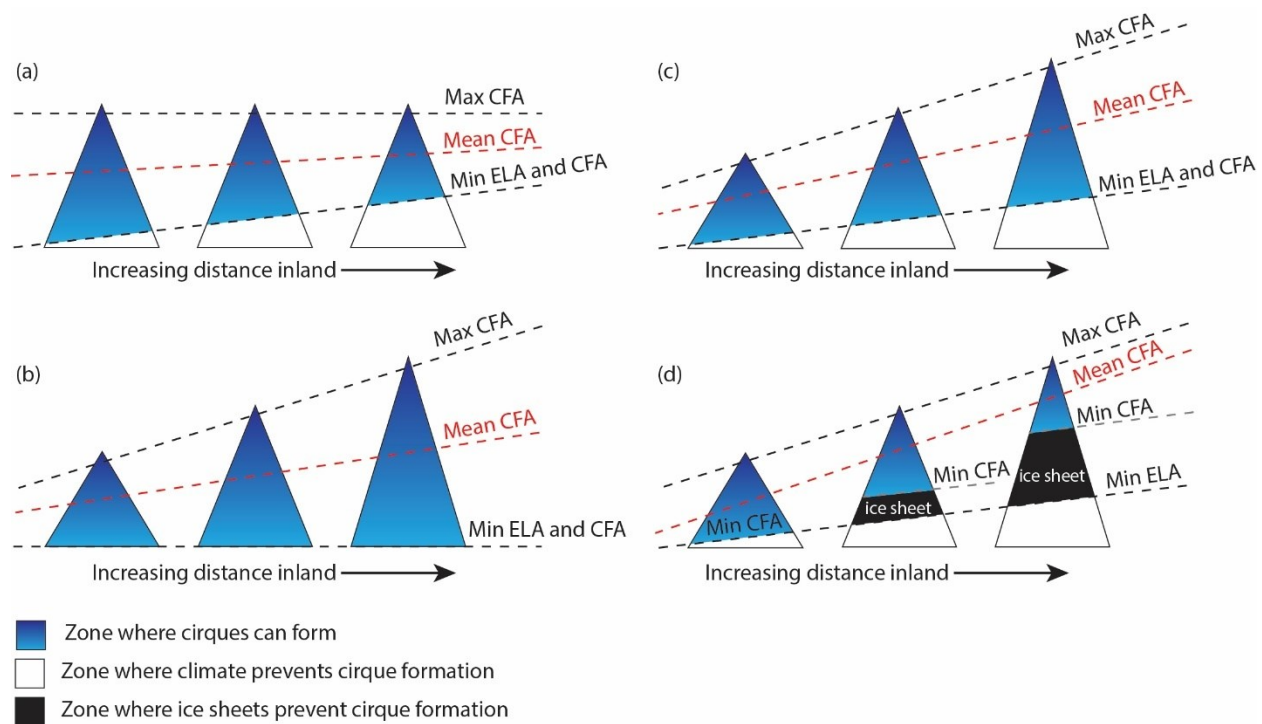 (a)
Max CFA
Mean CFA
Min ELA and CFA
Increasing distance inland
(b)
Max CFA
Mean CFA
Min ELA and CFA
Increasing distance inland
(c)
Max CFA
Mean CFA
Min ELA and CFA
Increasing distance inland
(d)
Max CFA
Mean CFA
Min CFA
Min CFA
ice sheet
ice sheet
Min ELA
Min CFA
Increasing distance inland
Zone where cirques can form
Zone where climate prevents cirque formation
Zone where ice sheets prevent cirque formation